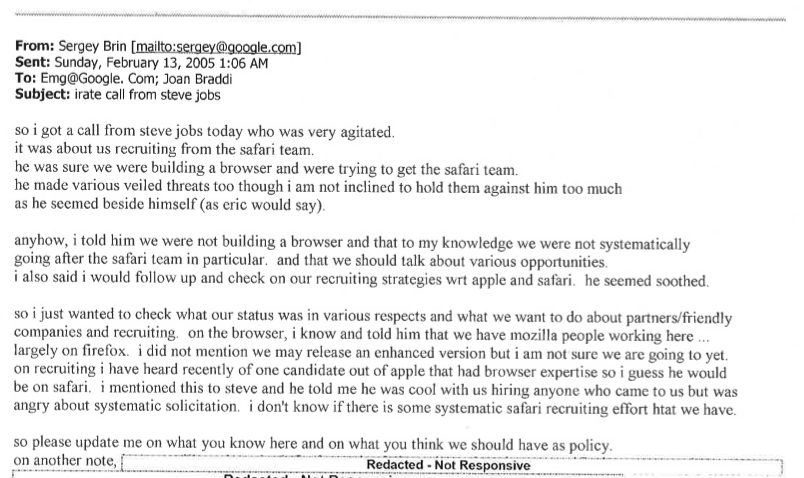 From: Sergey Brin [mailto:sergey@google.com]
Sent: Sunday, February 13, 2005 1:06 AM
To: Emg@Google. Com; Joan Braddi
Subject: irate call from steve jobs
so i got a call from steve jobs today who was very agitated.
it was about us recruiting from the safari team.
he was sure we were building a browser and were trying to get the safari team.
he made various veiled threats too though i am not inclined to hold them against him too much
as he seemed beside himself (as eric would say).
anyhow, i told him we were not building a browser and that to my knowledge we were not systematically
going after the safari team in particular.  and that we should talk about various opportunities.
i also said i would follow up and check on our recruiting strategies wrt apple and safari.  he seemed soothed.
so i just wanted to check what our status was in various respects and what we want to do about partners/friendly
companies and recruiting.  on the browser, i know and told him that we have mozilla people working here ...
largely on firefox.  i did not mention we may release an enhanced version but i am not sure we are going to yet.
on recruiting i have heard recently of one candidate out of apple that had browser expertise so i guess he would
be on safari.  i mentioned this to steve and he told me he was cool with us hiring anyone who came to us but was
angry about systematic solicitation.  i don't know if there is some systematic safari recruiting effort htat we have.
so please update me on what you know here and on what you think we should have as policy.
on another note, Redacted - Not Responsive